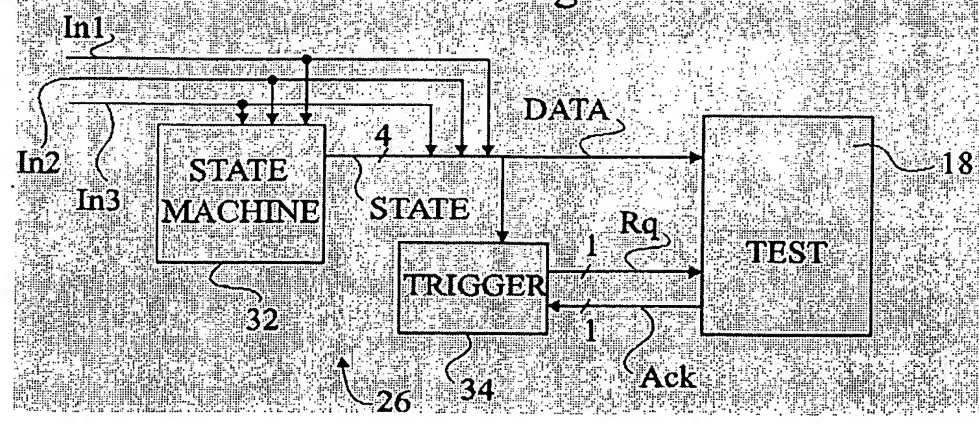 In1
In2
In3
STATE
MACHINE
32
4
STATE
DATA
TRIGGER
34
1
Rq
1
Ack
TEST
18
26